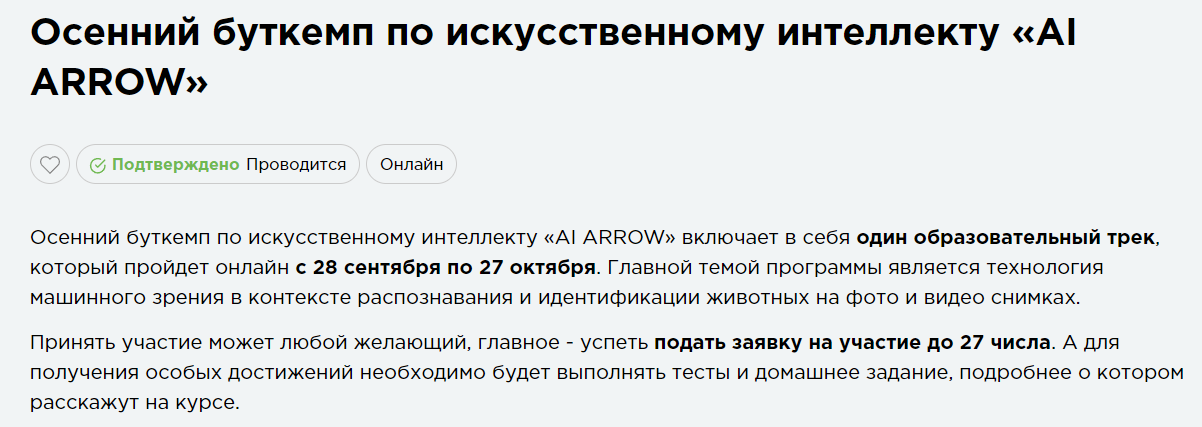 Осенний буткемп по искусственному интеллекту «AI
ARROW»
Подтверждено Проводится Онлайн
Осенний буткемп по искусственному интеллекту «AI ARROW» включает в себя один образовательный трек,
который пройдет онлайн с 28 сентября по 27 октября. Главной темой программы является технология
машинного зрения в контексте распознавания и идентификации животных на фото и видео снимках.
Принять участие может любой желающий, главное - успеть подать заявку на участие до 27 числа. А для
получения особых достижений необходимо будет выполнять тесты и домашнее задание, подробнее о котором
расскажут на курсе.